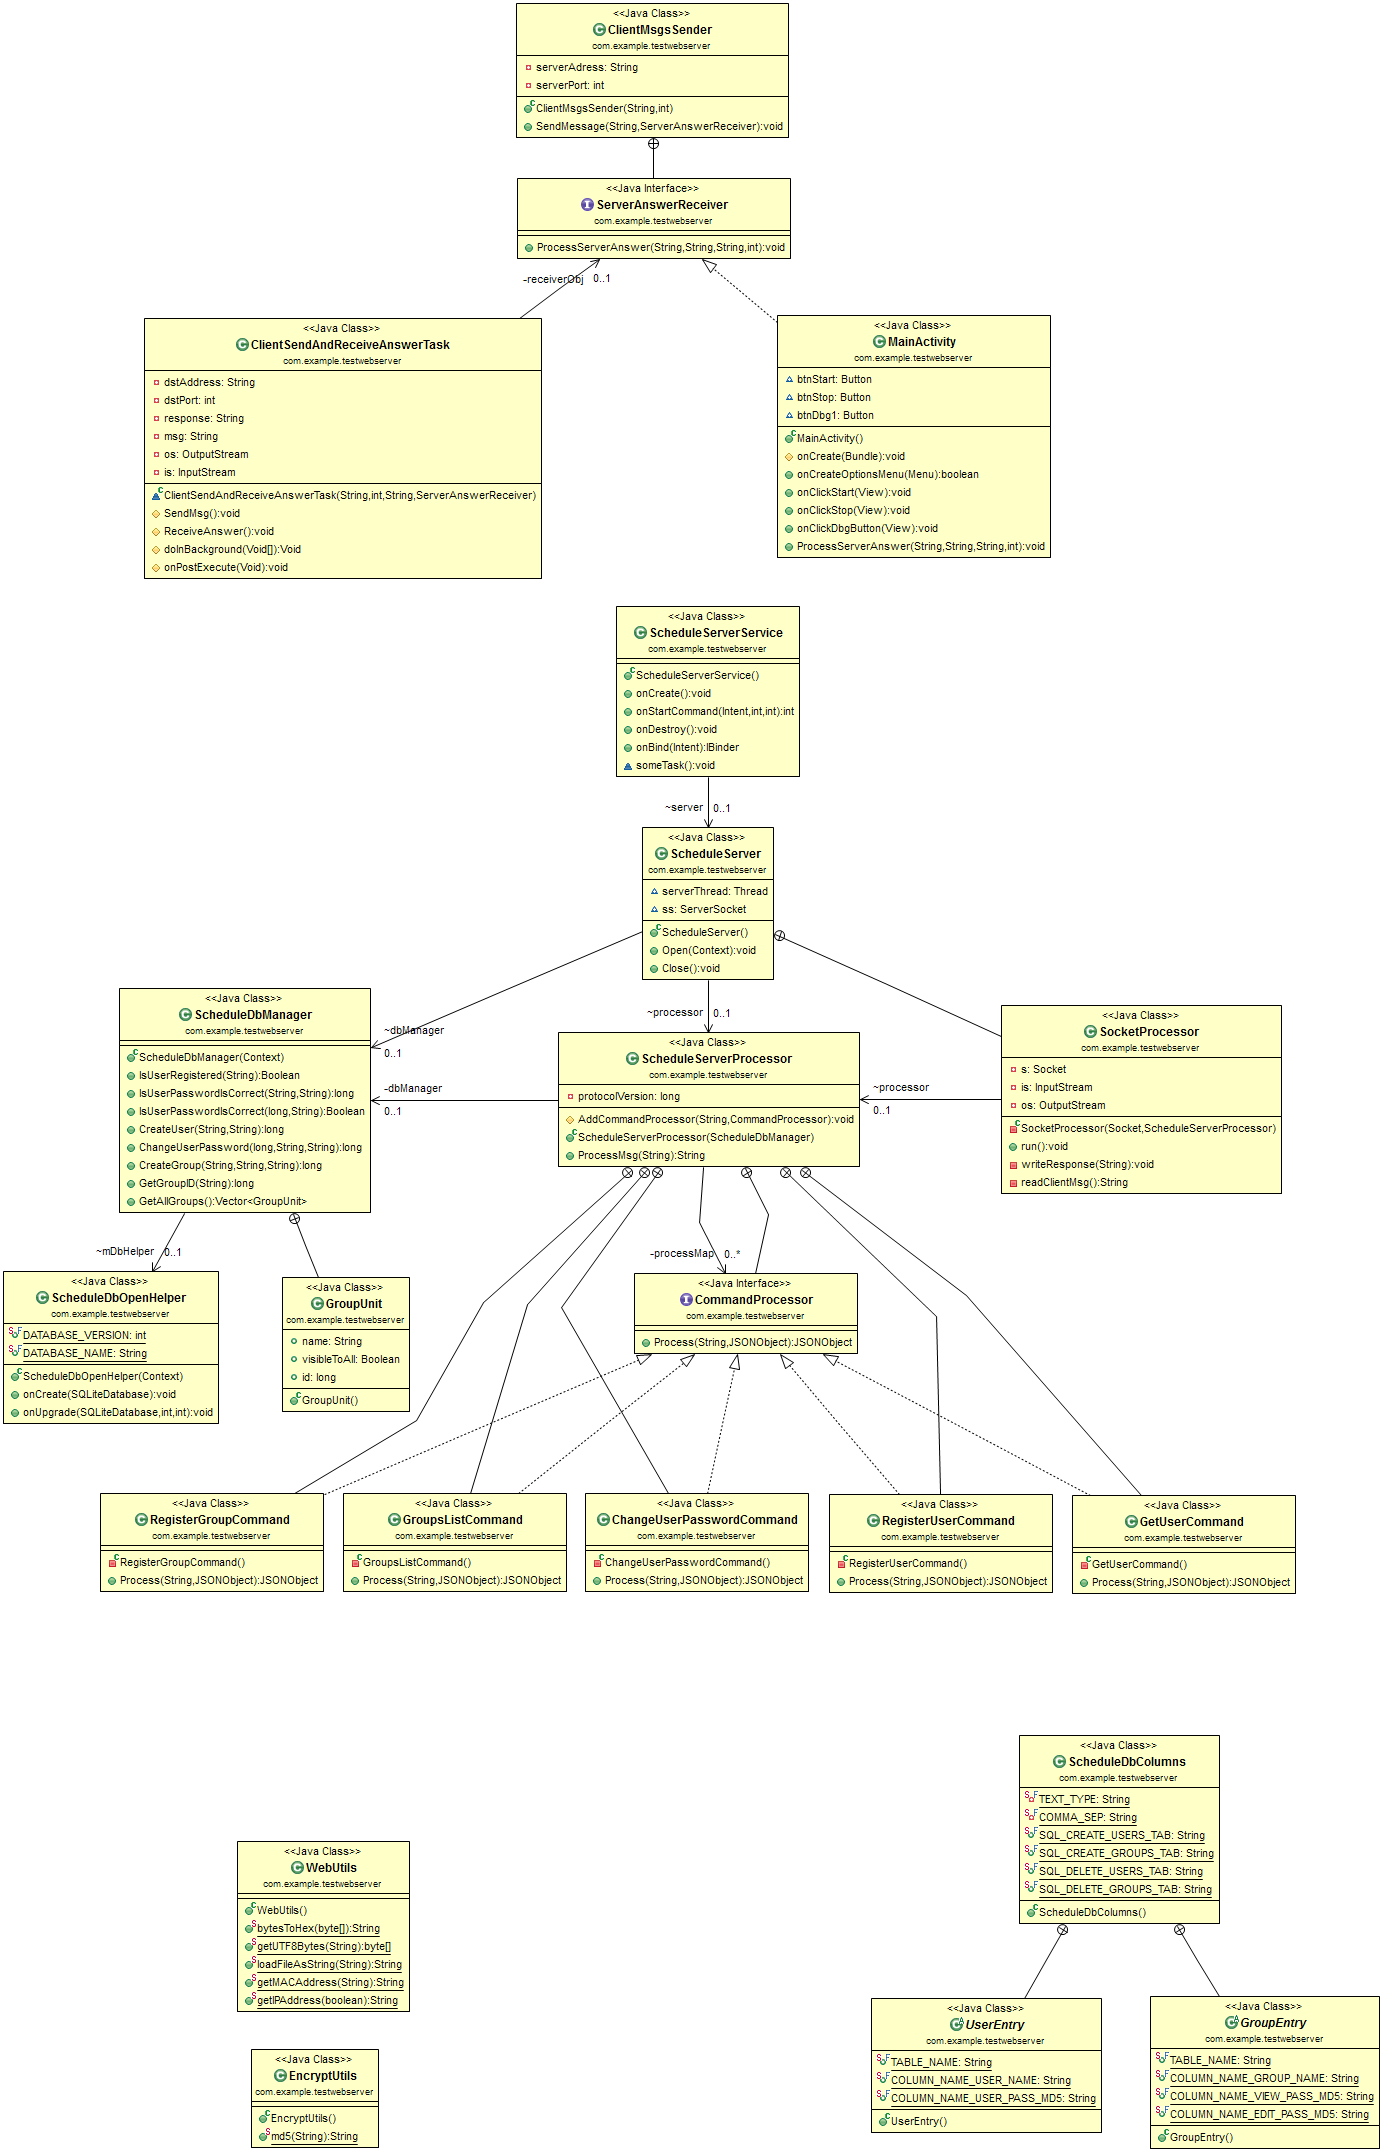 <<Java Class>>
ClientMsgsSender
com.example.testwebserver
serverAdress: String
serverPort: int
ClientMsgsSender(String,int)
SendMessage(String,ServerAnswerReceiver):void
<<Java Interface>>
ServerAnswerReceiver
com.example.testwebserver
ProcessServerAnswer(String,String,String,int):void
-receiverObj
0..1
<<Java Class>>
ClientSendAndReceiveAnswerTask
com.example.testwebserver
dstAddress: String
dstPort: int
response: String
msg: String
os: OutputStream
is: InputStream
ClientSendAndReceiveAnswerTask(String,int,String,ServerAnswerReceiver)
SendMsg():void
ReceiveAnswer():void
doInBackground(Void[]):Void
onPostExecute(Void):void
<<Java Class>>
MainActivity
com.example.testwebserver
btnStart: Button
btnStop: Button
btnDbg1: Button
MainActivity()
onCreate(Bundle):void
onCreateOptionsMenu(Menu):boolean
onClickStart(View):void
onClickStop(View):void
onClickDbgButton(View):void
ProcessServerAnswer(String,String,String,int):void
<<Java Class>>
ScheduleServerService
com.example.testwebserver
ScheduleServerService()
onCreate():void
onStartCommand(Intent,int,int):int
onDestroy():void
onBind(Intent):IBinder
someTask():void
~server
0..1
<<Java Class>>
ScheduleServer
com.example.testwebserver
serverThread: Thread
ss: ServerSocket
ScheduleServer()
Open(Context):void
Close():void
~dbManager
0..1
~processor
0..1
<<Java Class>>
ScheduleDbManager
com.example.testwebserver
ScheduleDbManager(Context)
IsUserRegistered(String):Boolean
IsUserPasswordIsCorrect(String,String):long
IsUserPasswordIsCorrect(long,String):Boolean
CreateUser(String,String):long
ChangeUserPassword(long,String,String):long
CreateGroup(String,String,String):long
GetGroupID(String):long
GetAllGroups():Vector<GroupUnit>
-dbManager
0..1
<<Java Class>>
ScheduleServerProcessor
com.example.testwebserver
protocolVersion: long
AddCommandProcessor(String,CommandProcessor):void
ScheduleServerProcessor(ScheduleDbManager)
ProcessMsg(String):String
~processor
0..1
<<Java Class>>
SocketProcessor
com.example.testwebserver
s: Socket
is: InputStream
os: OutputStream
SocketProcessor(Socket,ScheduleServerProcessor)
run():void
writeResponse(String):void
readClientMsg():String
~mDbHelper
0..1
-processMap
0..*
<<Java Class>>
ScheduleDbOpenHelper
com.example.testwebserver
DATABASE_VERSION: int
DATABASE_NAME: String
ScheduleDbOpenHelper(Context)
onCreate(SQLiteDatabase):void
onUpgrade(SQLiteDatabase,int,int):void
<<Java Class>>
GroupUnit
com.example.testwebserver
name: String
visibleToAll: Boolean
id: long
GroupUnit()
<<Java Interface>>
CommandProcessor
com.example.testwebserver
Process(String,JSONObject):JSONObject
<<Java Class>>
RegisterGroupCommand
com.example.testwebserver
RegisterGroupCommand()
Process(String,JSONObject):JSONObject
<<Java Class>>
GroupsListCommand
com.example.testwebserver
GroupsListCommand()
Process(String,JSONObject):JSONObject
<<Java Class>>
ChangeUserPasswordCommand
com.example.testwebserver
ChangeUserPasswordCommand()
Process(String,JSONObject):JSONObject
<<Java Class>>
RegisterUserCommand
com.example.testwebserver
RegisterUserCommand()
Process(String,JSONObject):JSONObject
<<Java Class>>
GetUserCommand
com.example.testwebserver
GetUserCommand()
Process(String,JSONObject):JSONObject
<<Java Class>>
ScheduleDbColumns
com.example.testwebserver
TEXT_TYPE: String
COMMA_SEP: String
SQL_CREATE_USERS_TAB: String
SQL_CREATE_GROUPS_TAB: String
SQL_DELETE_USERS_TAB: String
SQL_DELETE_GROUPS_TAB: String
ScheduleDbColumns()
<<Java Class>>
WebUtils
com.example.testwebserver
WebUtils()
bytesToHex(byte[]):String
getUTF8Bytes(String):byte[]
loadFileAsString(String):String
getMACAddress(String):String
getIPAddress(boolean):String
<<Java Class>>
UserEntry
com.example.testwebserver
TABLE_NAME: String
COLUMN_NAME_USER_NAME: String
COLUMN_NAME_USER_PASS_MD5: String
UserEntry()
<<Java Class>>
GroupEntry
com.example.testwebserver
TABLE_NAME: String
COLUMN_NAME_GROUP_NAME: String
COLUMN_NAME_VIEW_PASS_MD5: String
COLUMN_NAME_EDIT_PASS_MD5: String
GroupEntry()
<<Java Class>>
EncryptUtils
com.example.testwebserver
EncryptUtils()
md5(String):String